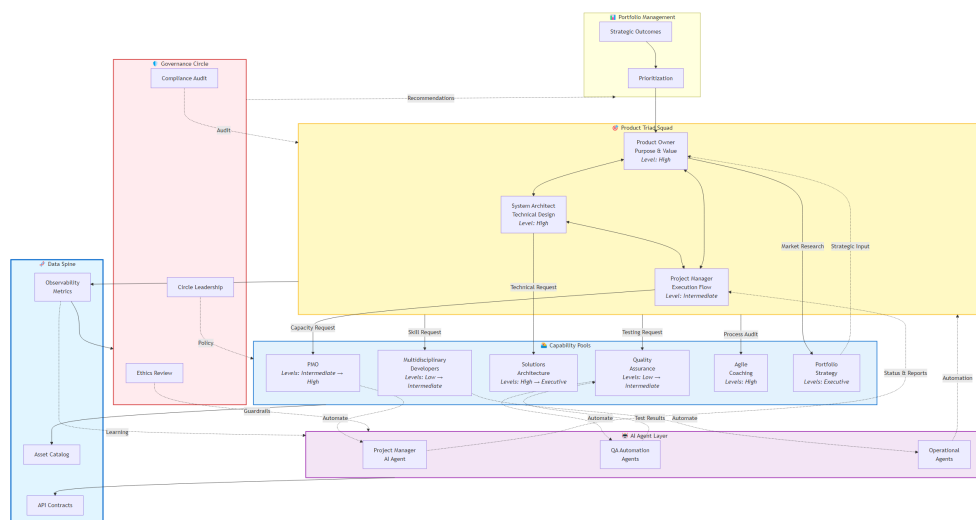 Portfolio Management
Strategic Outcomes
Prioritization
Governance Circle
Compliance Audit
Recommendations
Audit
Product Triad Squad
Product Owner
Purpose & Value
Level: High
System Architect
Technical Design
Level: High
Market Research
Strategic Input
Data Spine
Observability
Metrics
Circle Leadership
Project Manager
Execution Flow
Level: Intermediate
Technical Request
Capacity Request
Skill Request
Testing Request
Process Audit
Policy
Capability Pools
PMO
Levels: Intermediate →
High
Multidisciplinary
Developers
Levels: Low →
Intermediate
Solutions
Architecture
Levels: High → Executive
Quality
Assurance
Levels: Low →
Intermediate
Agile
Coaching
Levels: High
Portfolio
Strategy
Levels: Executive
Ethics Review
Status & Reports
Automation
Guardrails
Automate
Automate
Test Results
Automate
Learning
AI Agent Layer
Asset Catalog
Project Manager
AI Agent
QA Automation
Agents
Operational
Agents
API Contracts